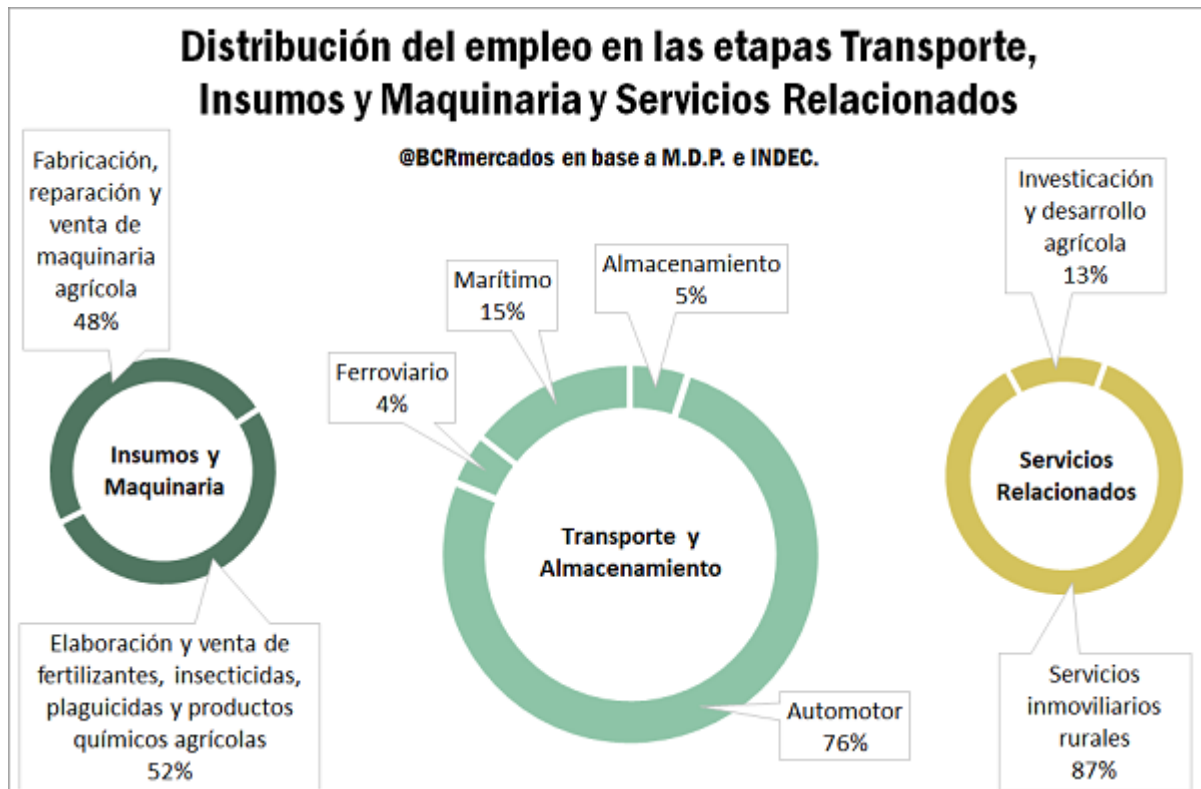 Distribución del empleo en las etapas Transporte,
Insumos y Maquinaria y Servicios Relacionados
@BCRmercados en base a M.D.P. e INDEC.
Fabricación,
reparación y
venta de
maquinaria
agrícola
48%
Insumos y
Maquinaria
Elaboración y venta de
fertilizantes, insecticidas,
plaguicidas y productos
químicos agrícolas
52%
Marítimo
15%
Almacenamiento
5%
Ferroviario
4%
Transporte y
Almacenamiento
Automotor
76%
Investicación
y desarrollo
agrícola
13%
Servicios
Relacionados
Servicios
inmoviliarios
rurales
87%